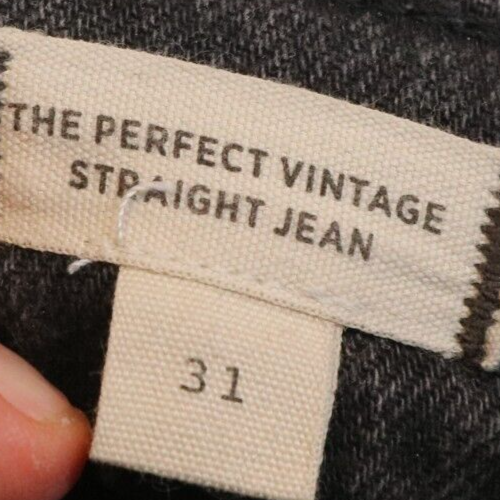 THE PERFECT VINTAGE
STRAIGHT JEAN
31